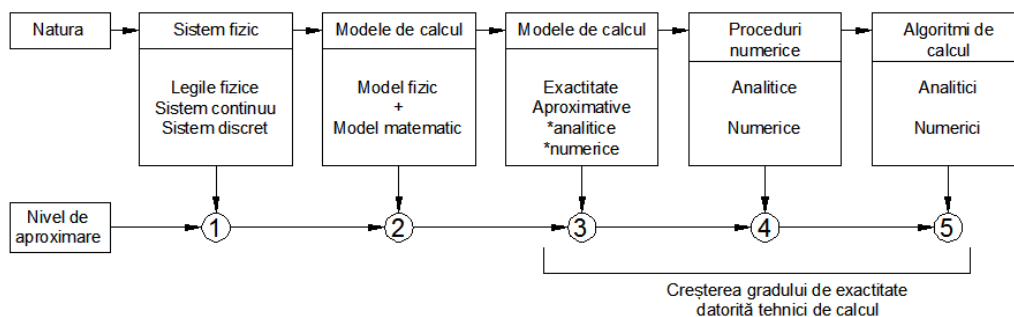 Natura
Sistem fizic
Legile fizice
Sistem continuu
Sistem discret
Modele de calcul
Model fizic
+
Model matematic
Modele de calcul
Exactitate
Aproximative
*analitice
*numerice
Proceduri
numerice
Analitice
Numerice
Algoritmi de
calcul
Analitici
Numerici
Nivel de
aproximare
1
2
3
4
5
Creșterea gradului de exactitate
datorită tehnici de calcul